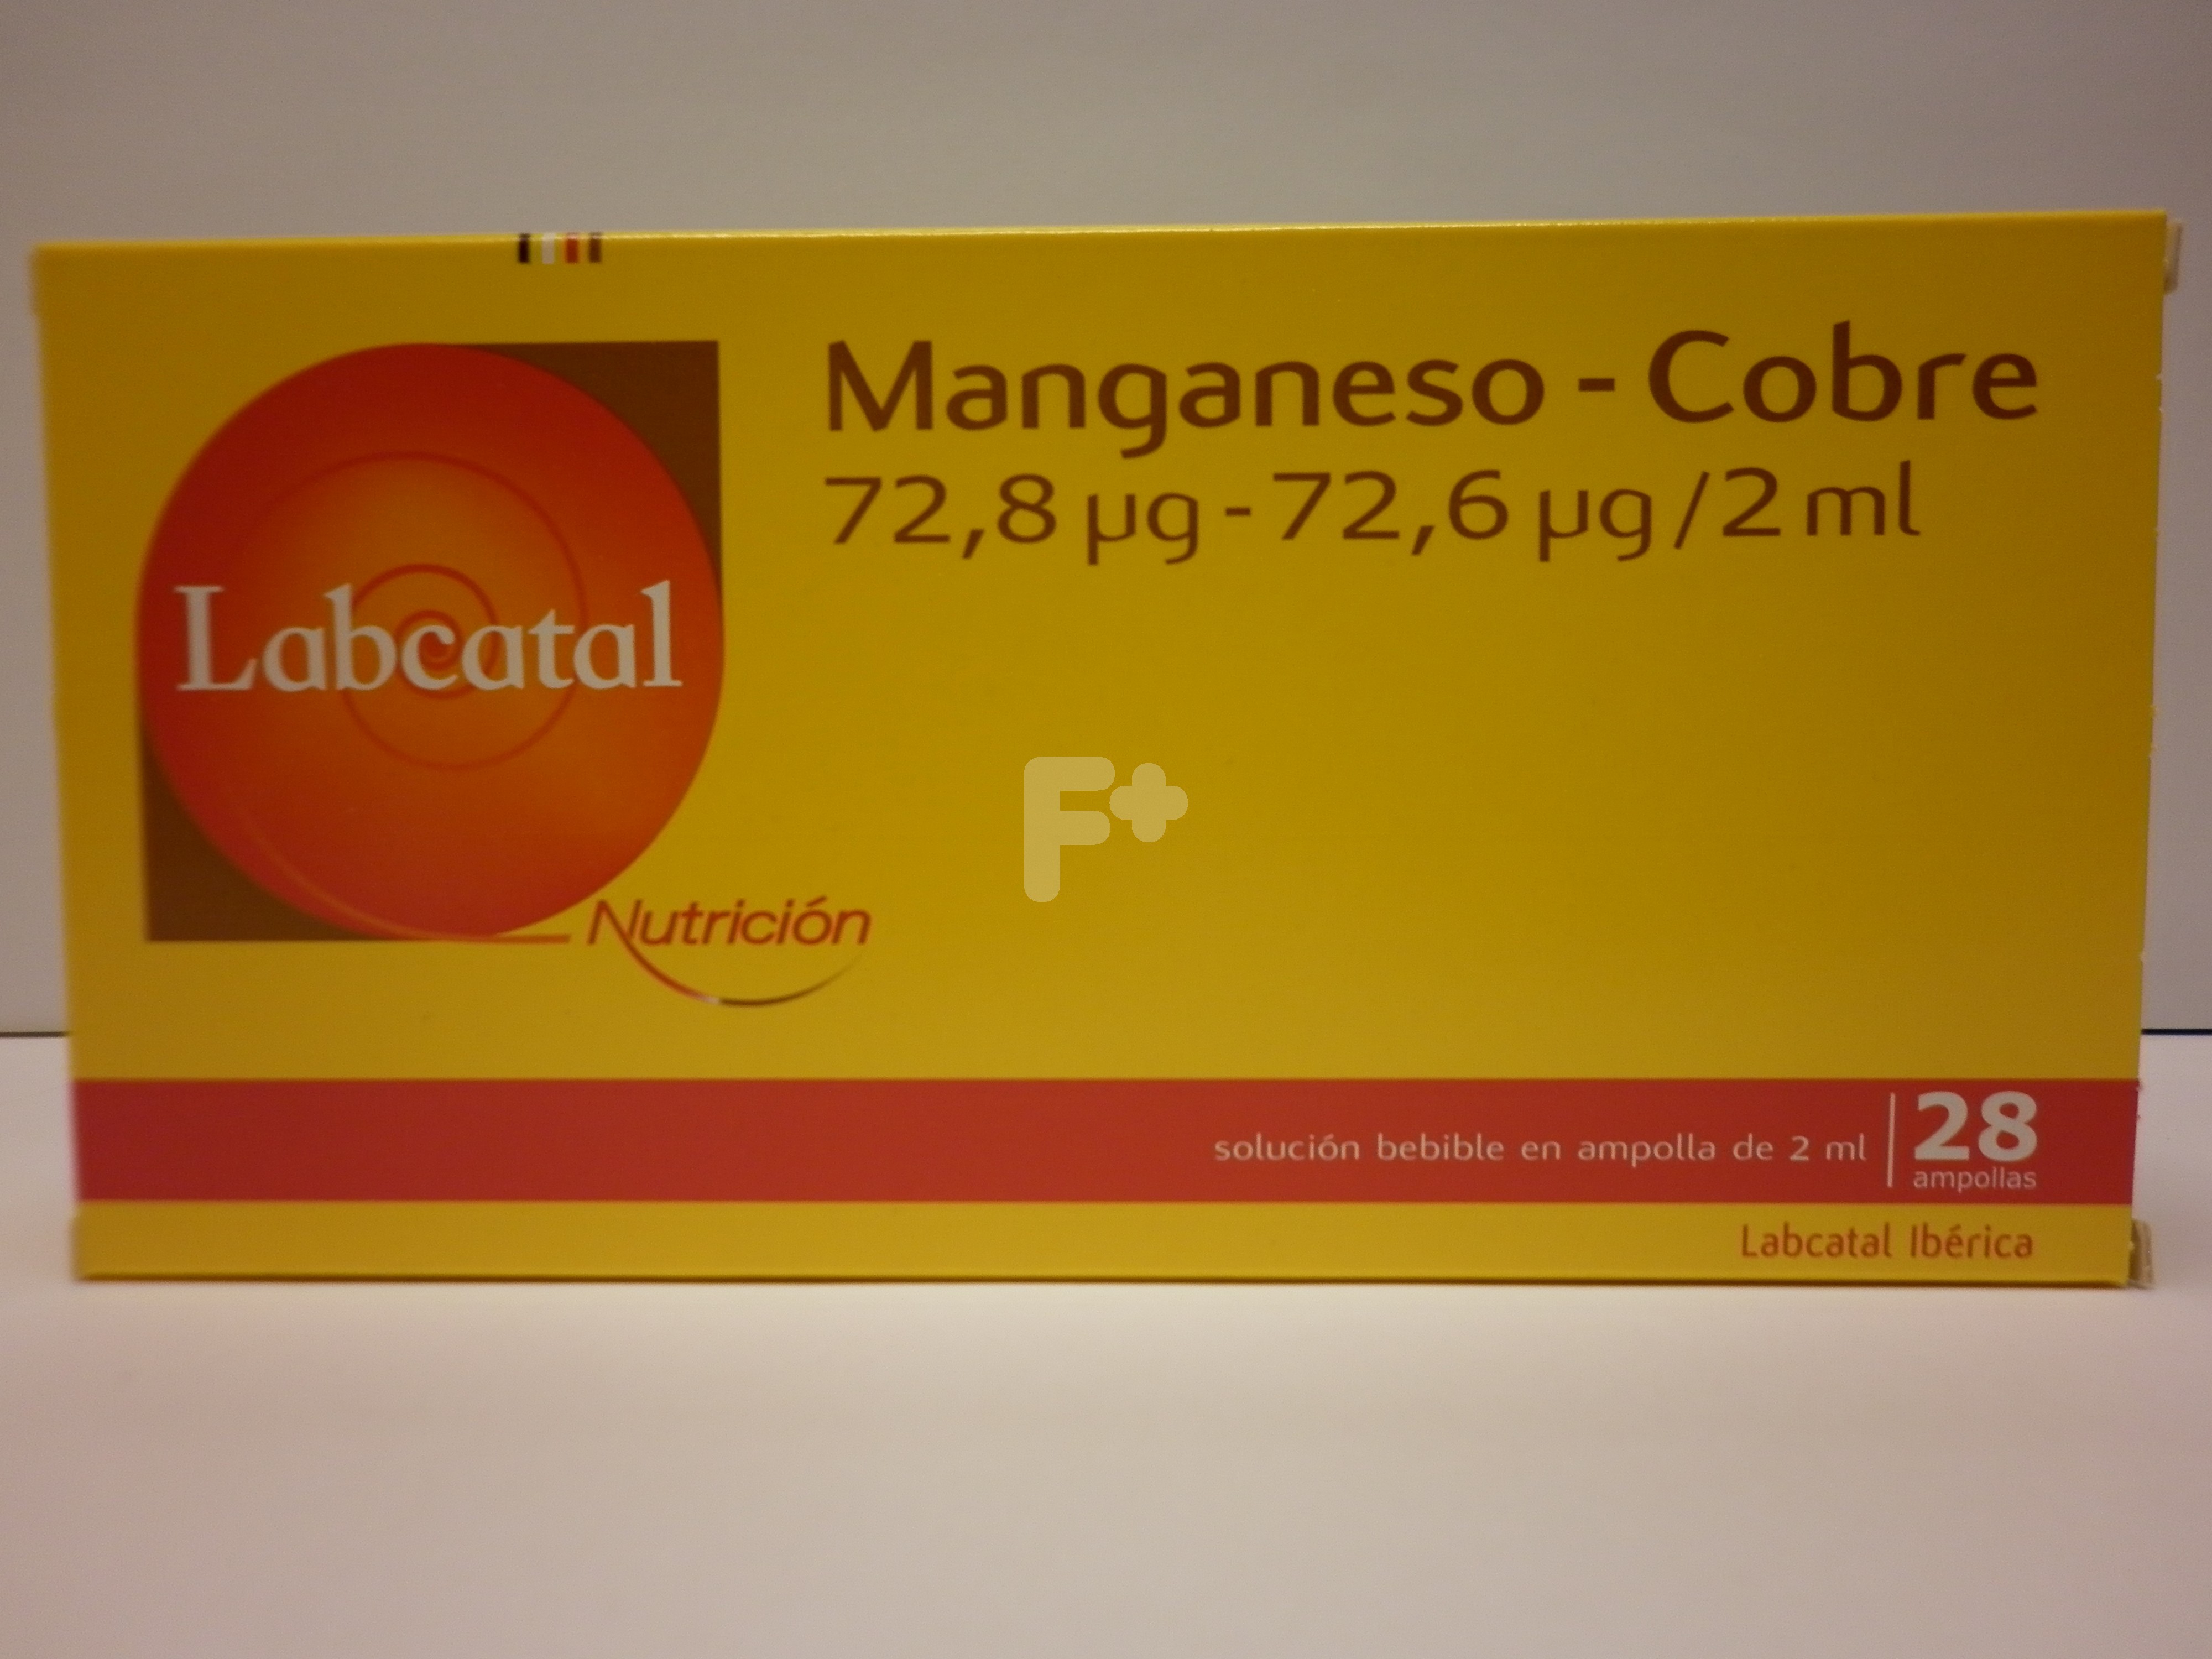 Manganeso - Cobre
72,8 µg - 72,6 µg / 2 ml
Labcatal
Nutrición
F+
solución bebible en ampolla de 2 ml
28
ampollas
Labcatal Ibérica